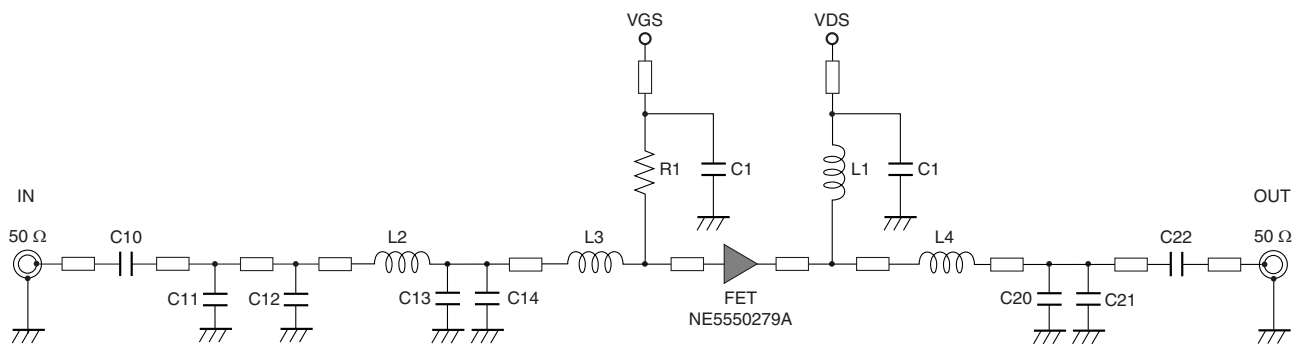 VGS
VDS
R1
C1
L1
C1
IN
OUT
50 Ω
C10
L2
L3
L4
C22
50 Ω
C11
C12
C13
C14
FET
NE5550279A
C20
C21